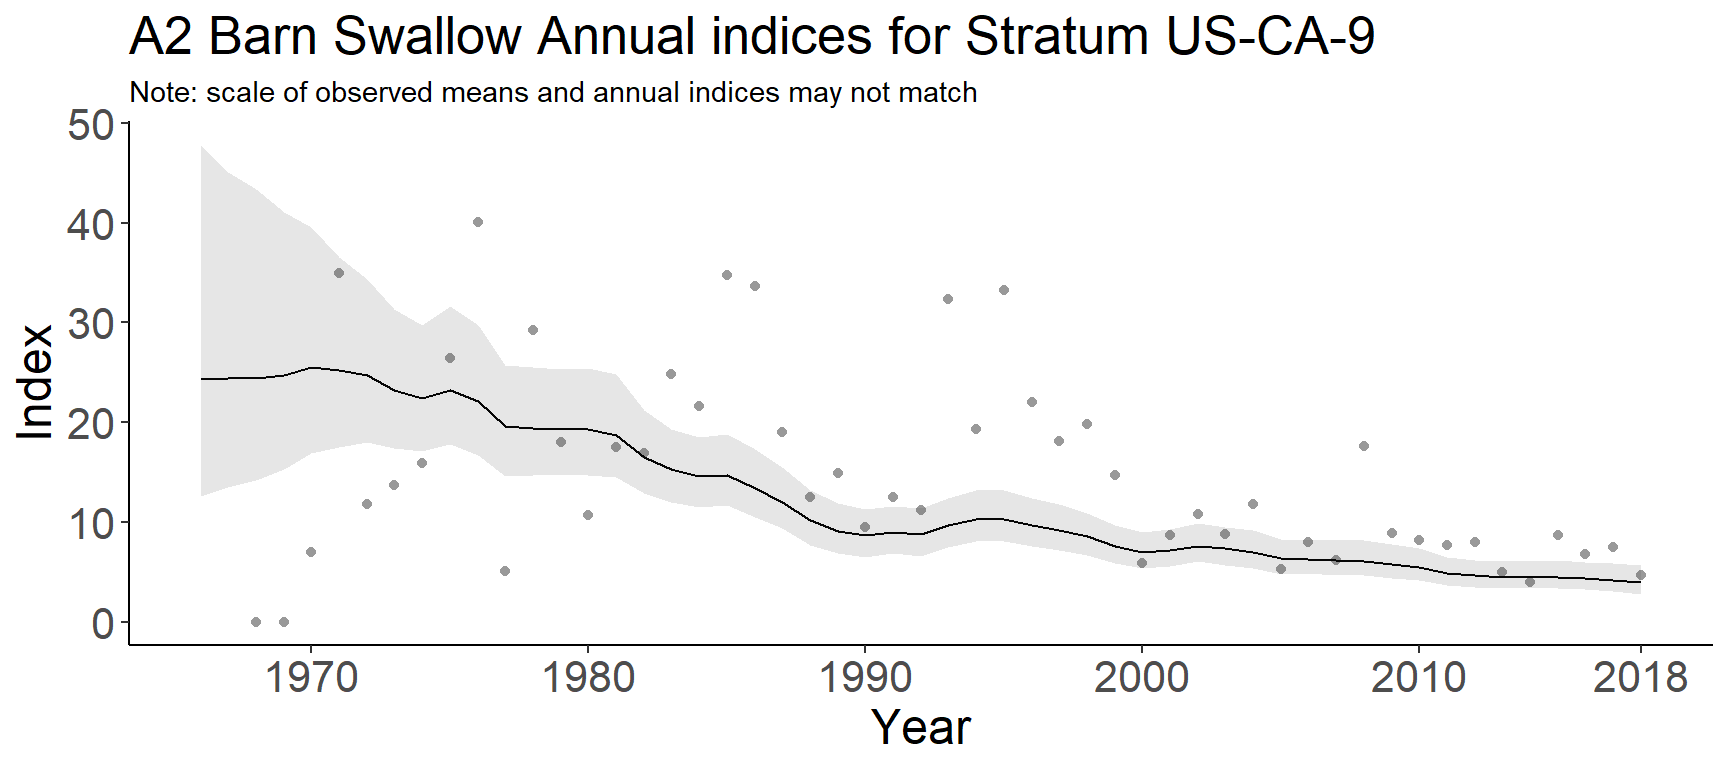 A2 Barn Swallow Annual indices for Stratum US-CA-9
Note: scale of observed means and annual indices may not match
50
40
30
20
10
0
Index
1970 1980 1990 2000 2010 2018
Year